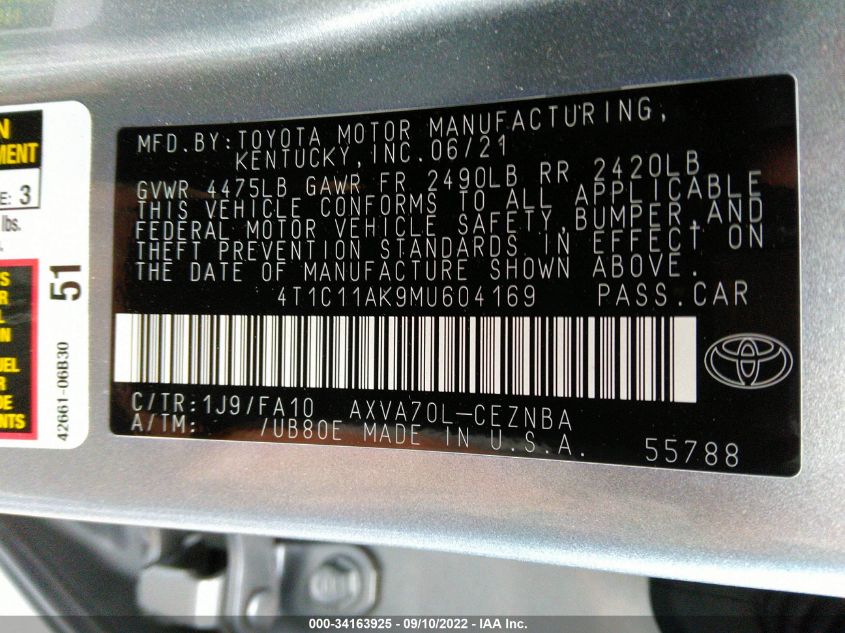 MFD. BY: TOYOTA MOTOR MANUFACTURING,
KENTUCKY, INC. 06/21
GVWR 4475LB GAWR FR 2490LB RR 2420LB
THIS VEHICLE CONFORMS TO ALL APPLICABLE
FEDERAL MOTOR VEHICLE SAFETY, BUMPER, AND
THEFT PREVENTION STANDARDS IN EFFECT ON
THE DATE OF MANUFACTURE SHOWN ABOVE.
4T1C11AK9MU604169 PASS. CAR
C/TR: 1J9/FA10 AXVA70L-CEZNBA
A/TM: /UB80E MADE IN U.S.A. 55788
E: 3
lbs.
51
42661-06B30
000-34163925 - 09/10/2022 - IAA Inc.